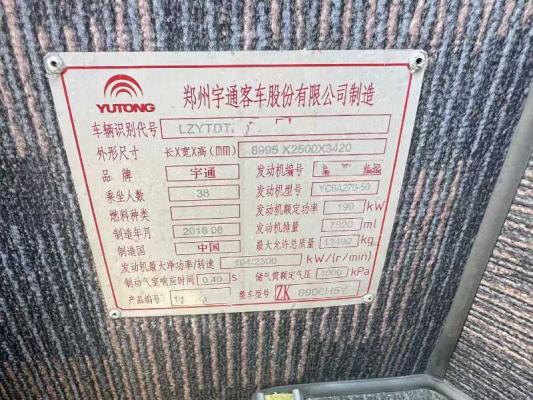 YUTONG
郑州宇通客车股份有限公司制造
车辆识别代号 LZYTDT
外形尺寸 长X宽X高(mm) 8995X2500X3420
品牌 宇通 发动机编号
乘坐人数 38 发动机型号 YC6A270-50
燃料种类 发动机额定功率 199 kW
制造年月 2018 08 发动机排量 7520 ml
制造国 中国 最大允许总质量 13400 kg
发动机最大净功率/转速 194/2300 kW/(r/min)
制动气室响应时间 0.40 S 储气筒额定气压 1000 kPa
产品编号 整车型号 ZK 6906H5Y